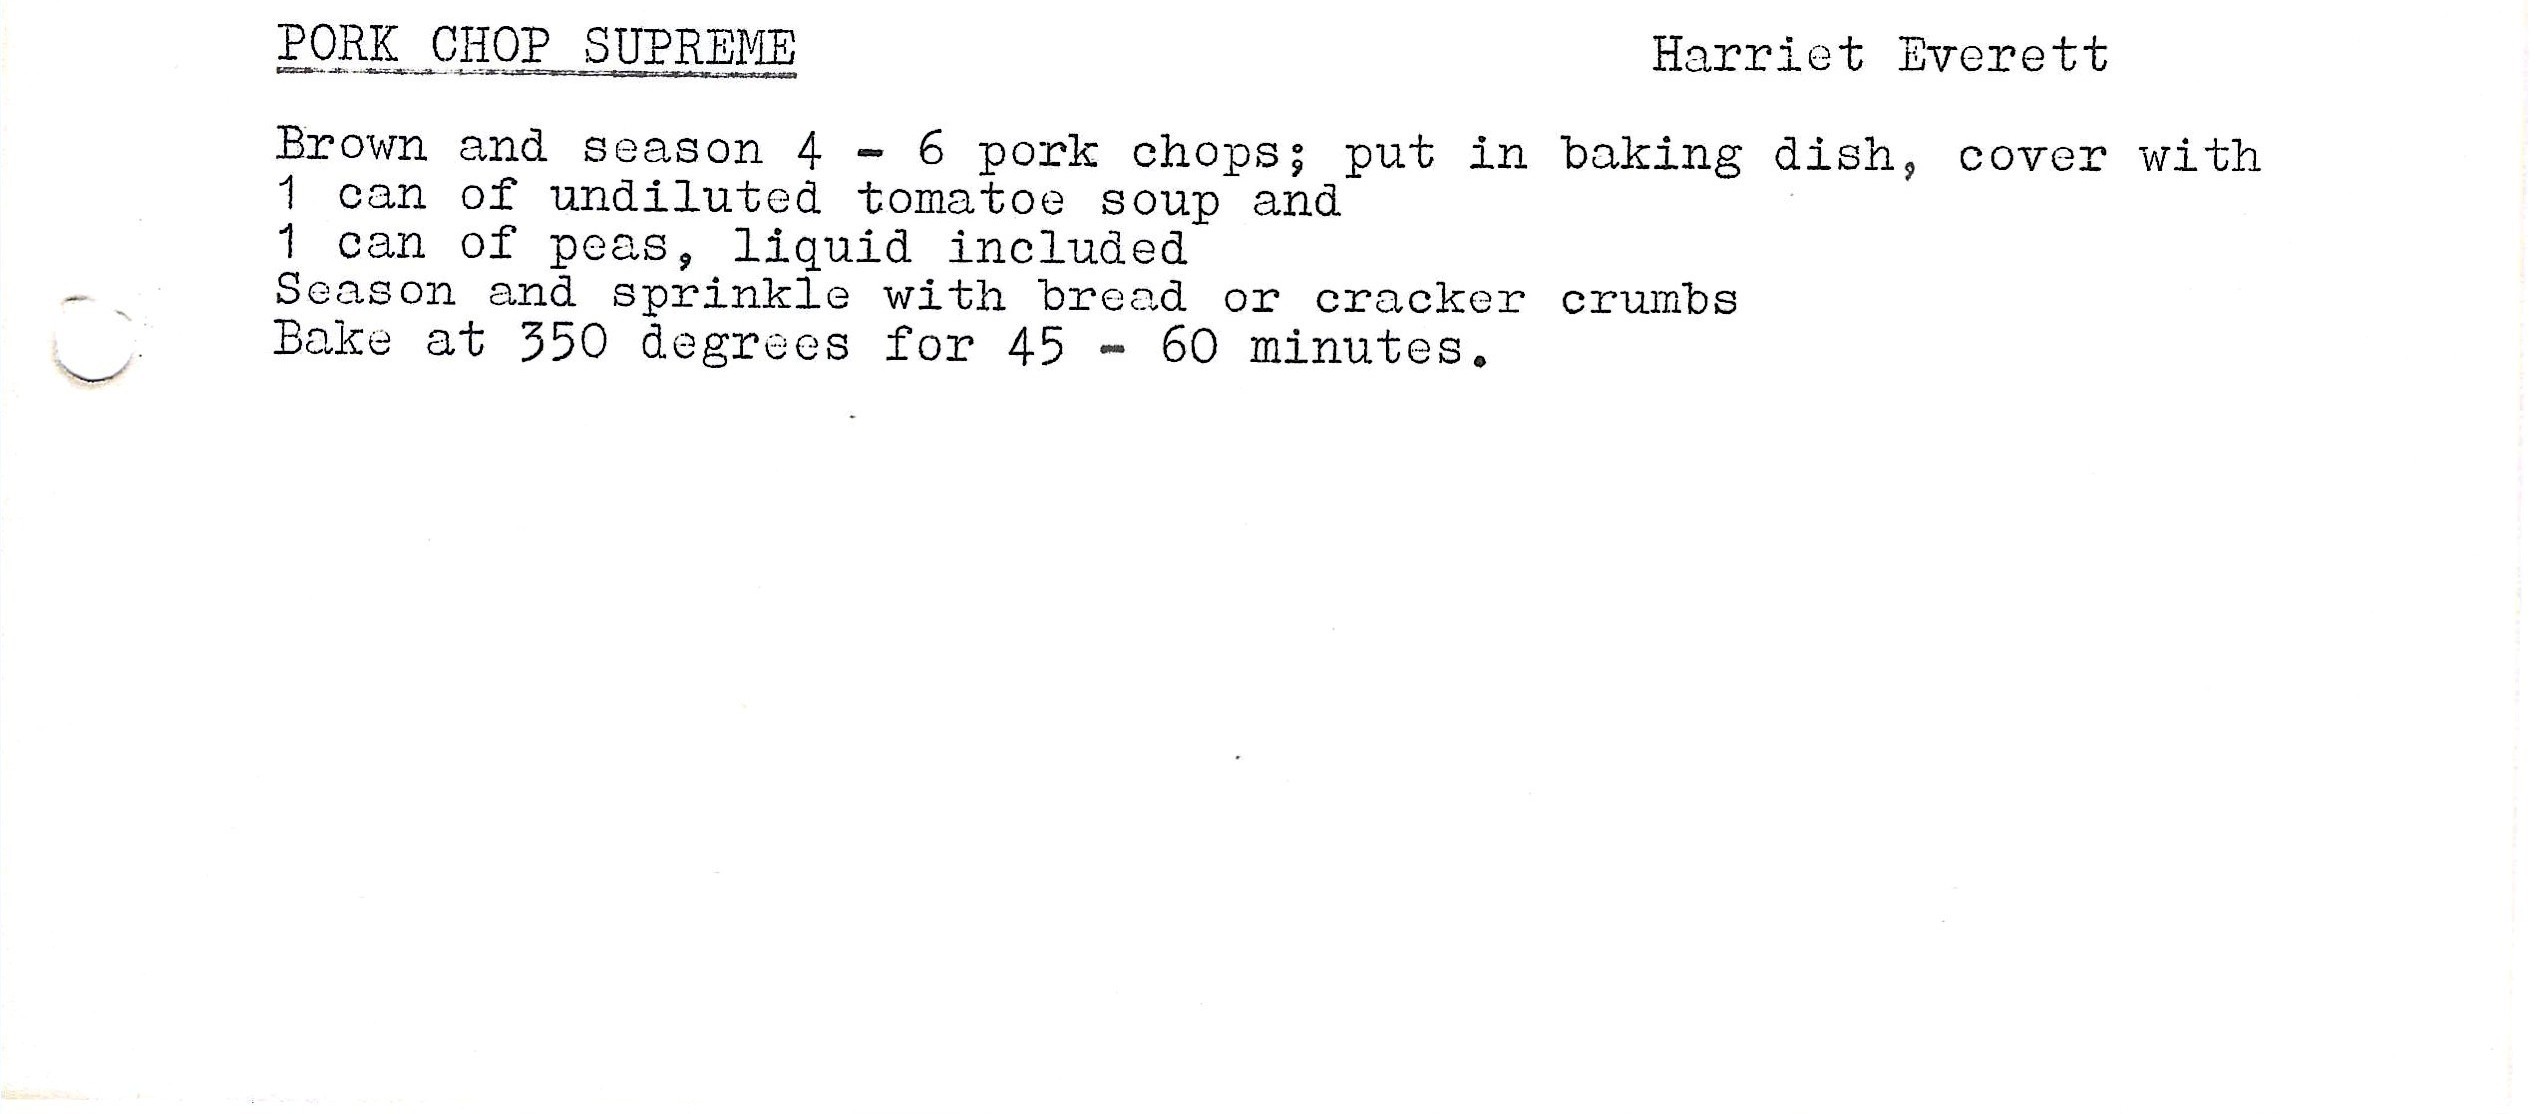 PORK CHOP SUPREME Harriet Everett
Brown and season 4 - 6 pork chops; put in baking dish, cover with
1 can of undiluted tomatoe soup and
1 can of peas, liquid included
Season and sprinkle with bread or cracker crumbs
Bake at 350 degrees for 45 - 60 minutes.